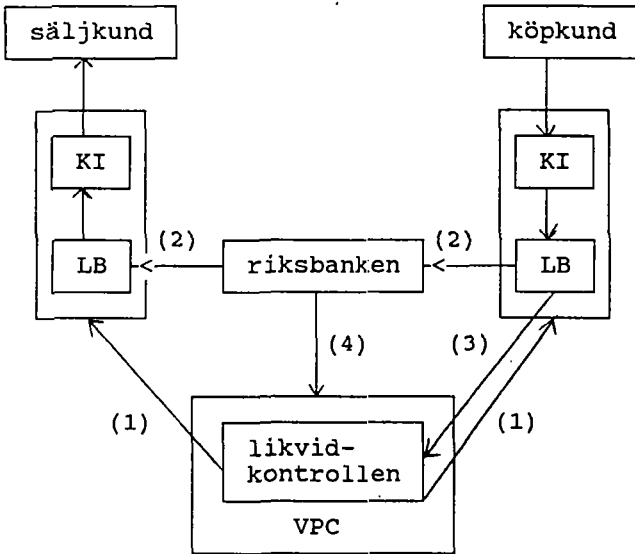 säljkund
köpkund
KI
KI
(2)
(2)
LB
riksbanken
LB
(4)
(3)
(1)
(1)
likvid-
kontrollen
VPC